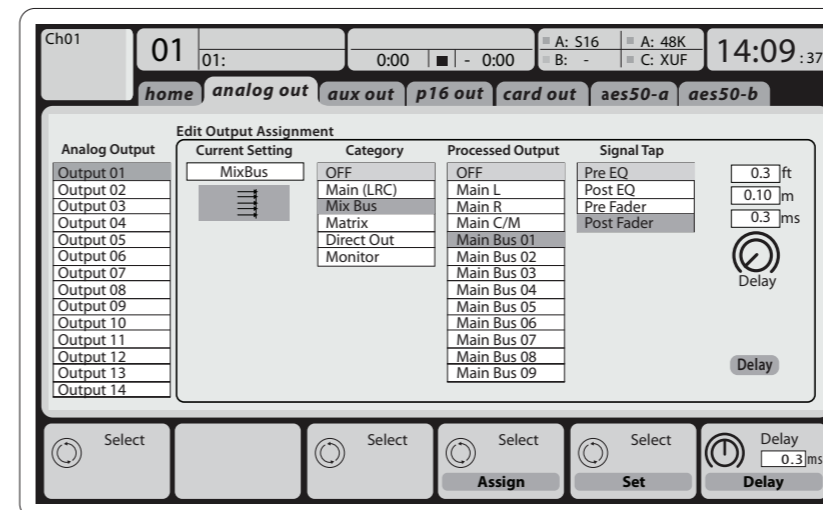 Ch01
01
01:
0:00
- 0:00
A: S16
B: -
A: 48K
C: XUF
14:09 :37
home
analog out
aux out
p16 out
card out
aes50-a
aes50-b
Edit Output Assignment
Analog Output
Current Setting
Category
Processed Output
Signal Tap
Output 01
Output 02
Output 03
Output 04
Output 05
Output 06
Output 07
Output 08
Output 09
Output 10
Output 11
Output 12
Output 13
Output 14
MixBus
OFF
Main (LRC)
Mix Bus
Matrix
Direct Out
Monitor
OFF
Main L
Main R
Main C/M
Main Bus 01
Main Bus 02
Main Bus 03
Main Bus 04
Main Bus 05
Main Bus 06
Main Bus 07
Main Bus 08
Main Bus 09
Pre EQ
Post EQ
Pre Fader
Post Fader
0.3 ft
0.10 m
0.3 ms
Delay
Delay
Select
Select
Select
Assign
Select
Set
Delay
0.3 ms
Delay